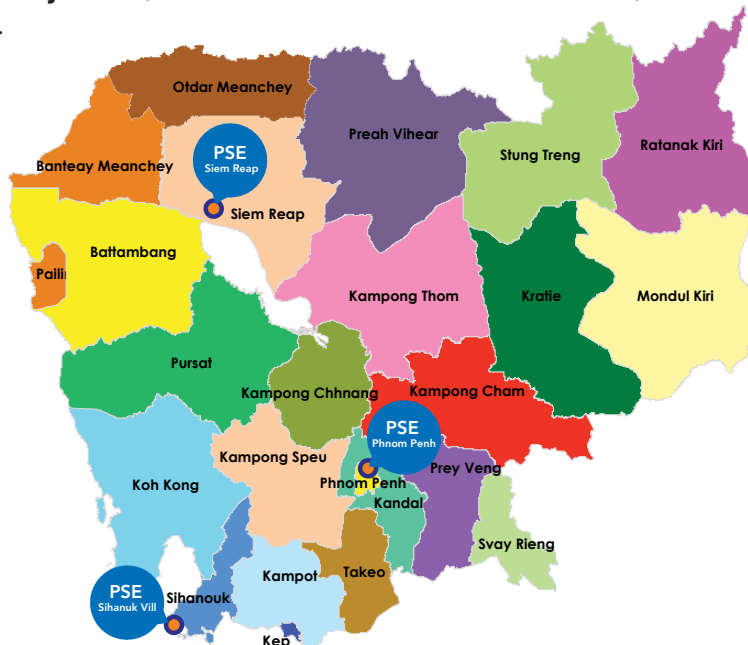 Otdar Meanchey
Preah Vihear
Ratanak Kiri
Stung Treng
PSE
Siem Reap
Banteay Meanchey
Siem Reap
Battambang
Paili
Kampong Thom
Kratie
Mondul Kiri
Pursat
Kampong Chhnang
Kampong Cham
PSE
Phnom Penh
Kampong Speu
Prey Veng
Koh Kong
Phnom Penh
Kandal
Svay Rieng
Kampot
Takeo
PSE
Sihanuk Vill
Sihanouk
Kep